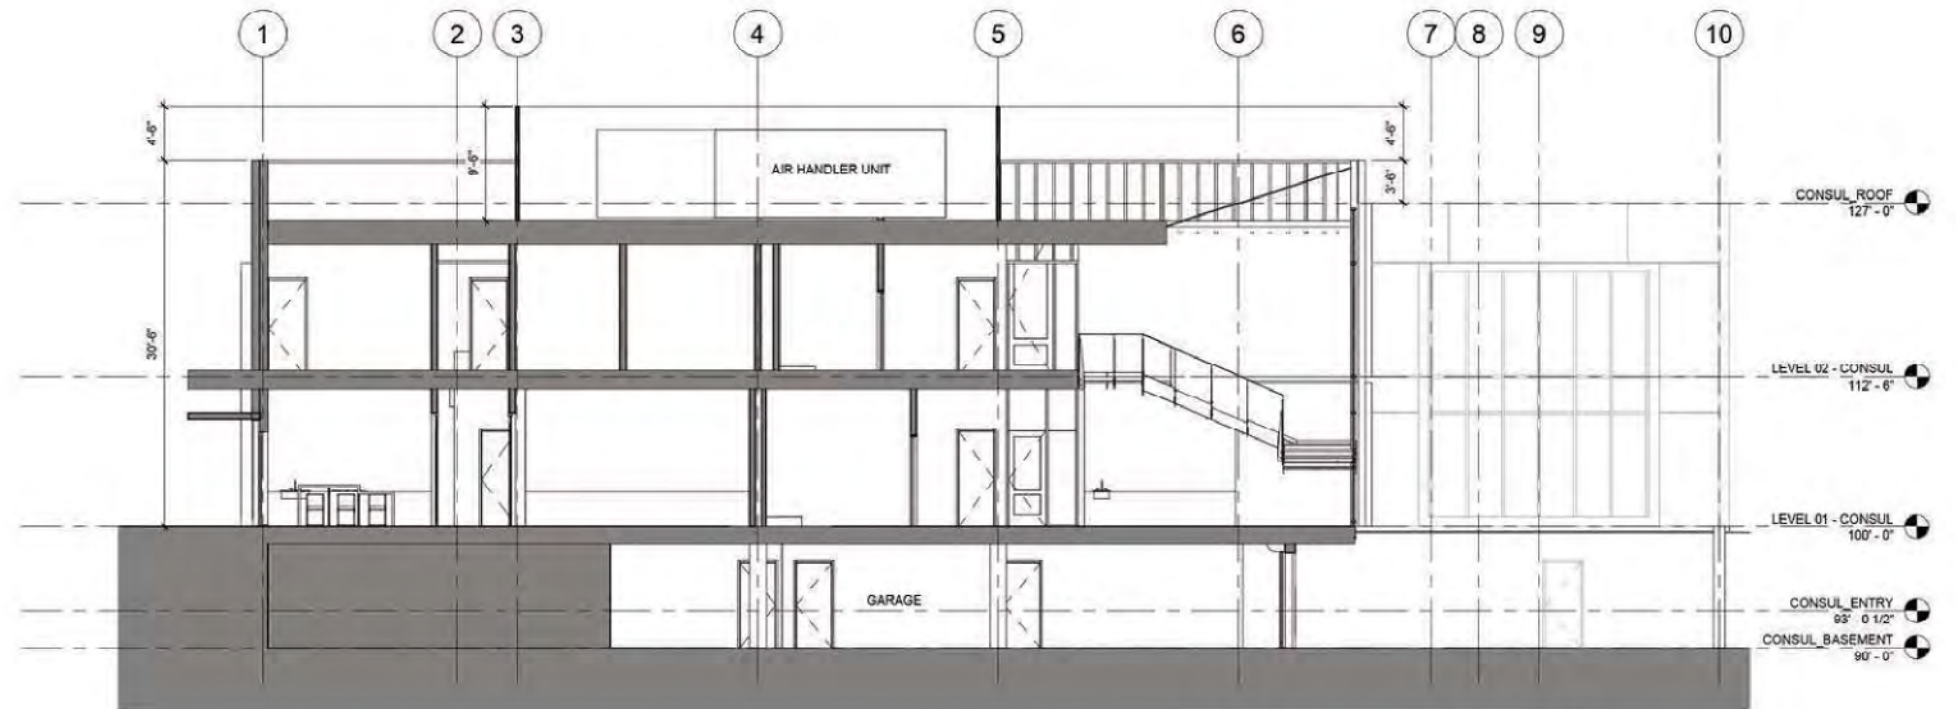 1 2 3 4 5 6 7 8 9 10
4'-6"
9'-6"
4'-6"
3'-6"
30'-6"
AIR HANDLER UNIT
CONSUL_ROOF
127' - 0"
LEVEL 02 - CONSUL
112' - 6"
LEVEL 01 - CONSUL
100' - 0"
GARAGE
CONSUL_ENTRY
93' 0 1/2"
CONSUL_BASEMENT
90' - 0"